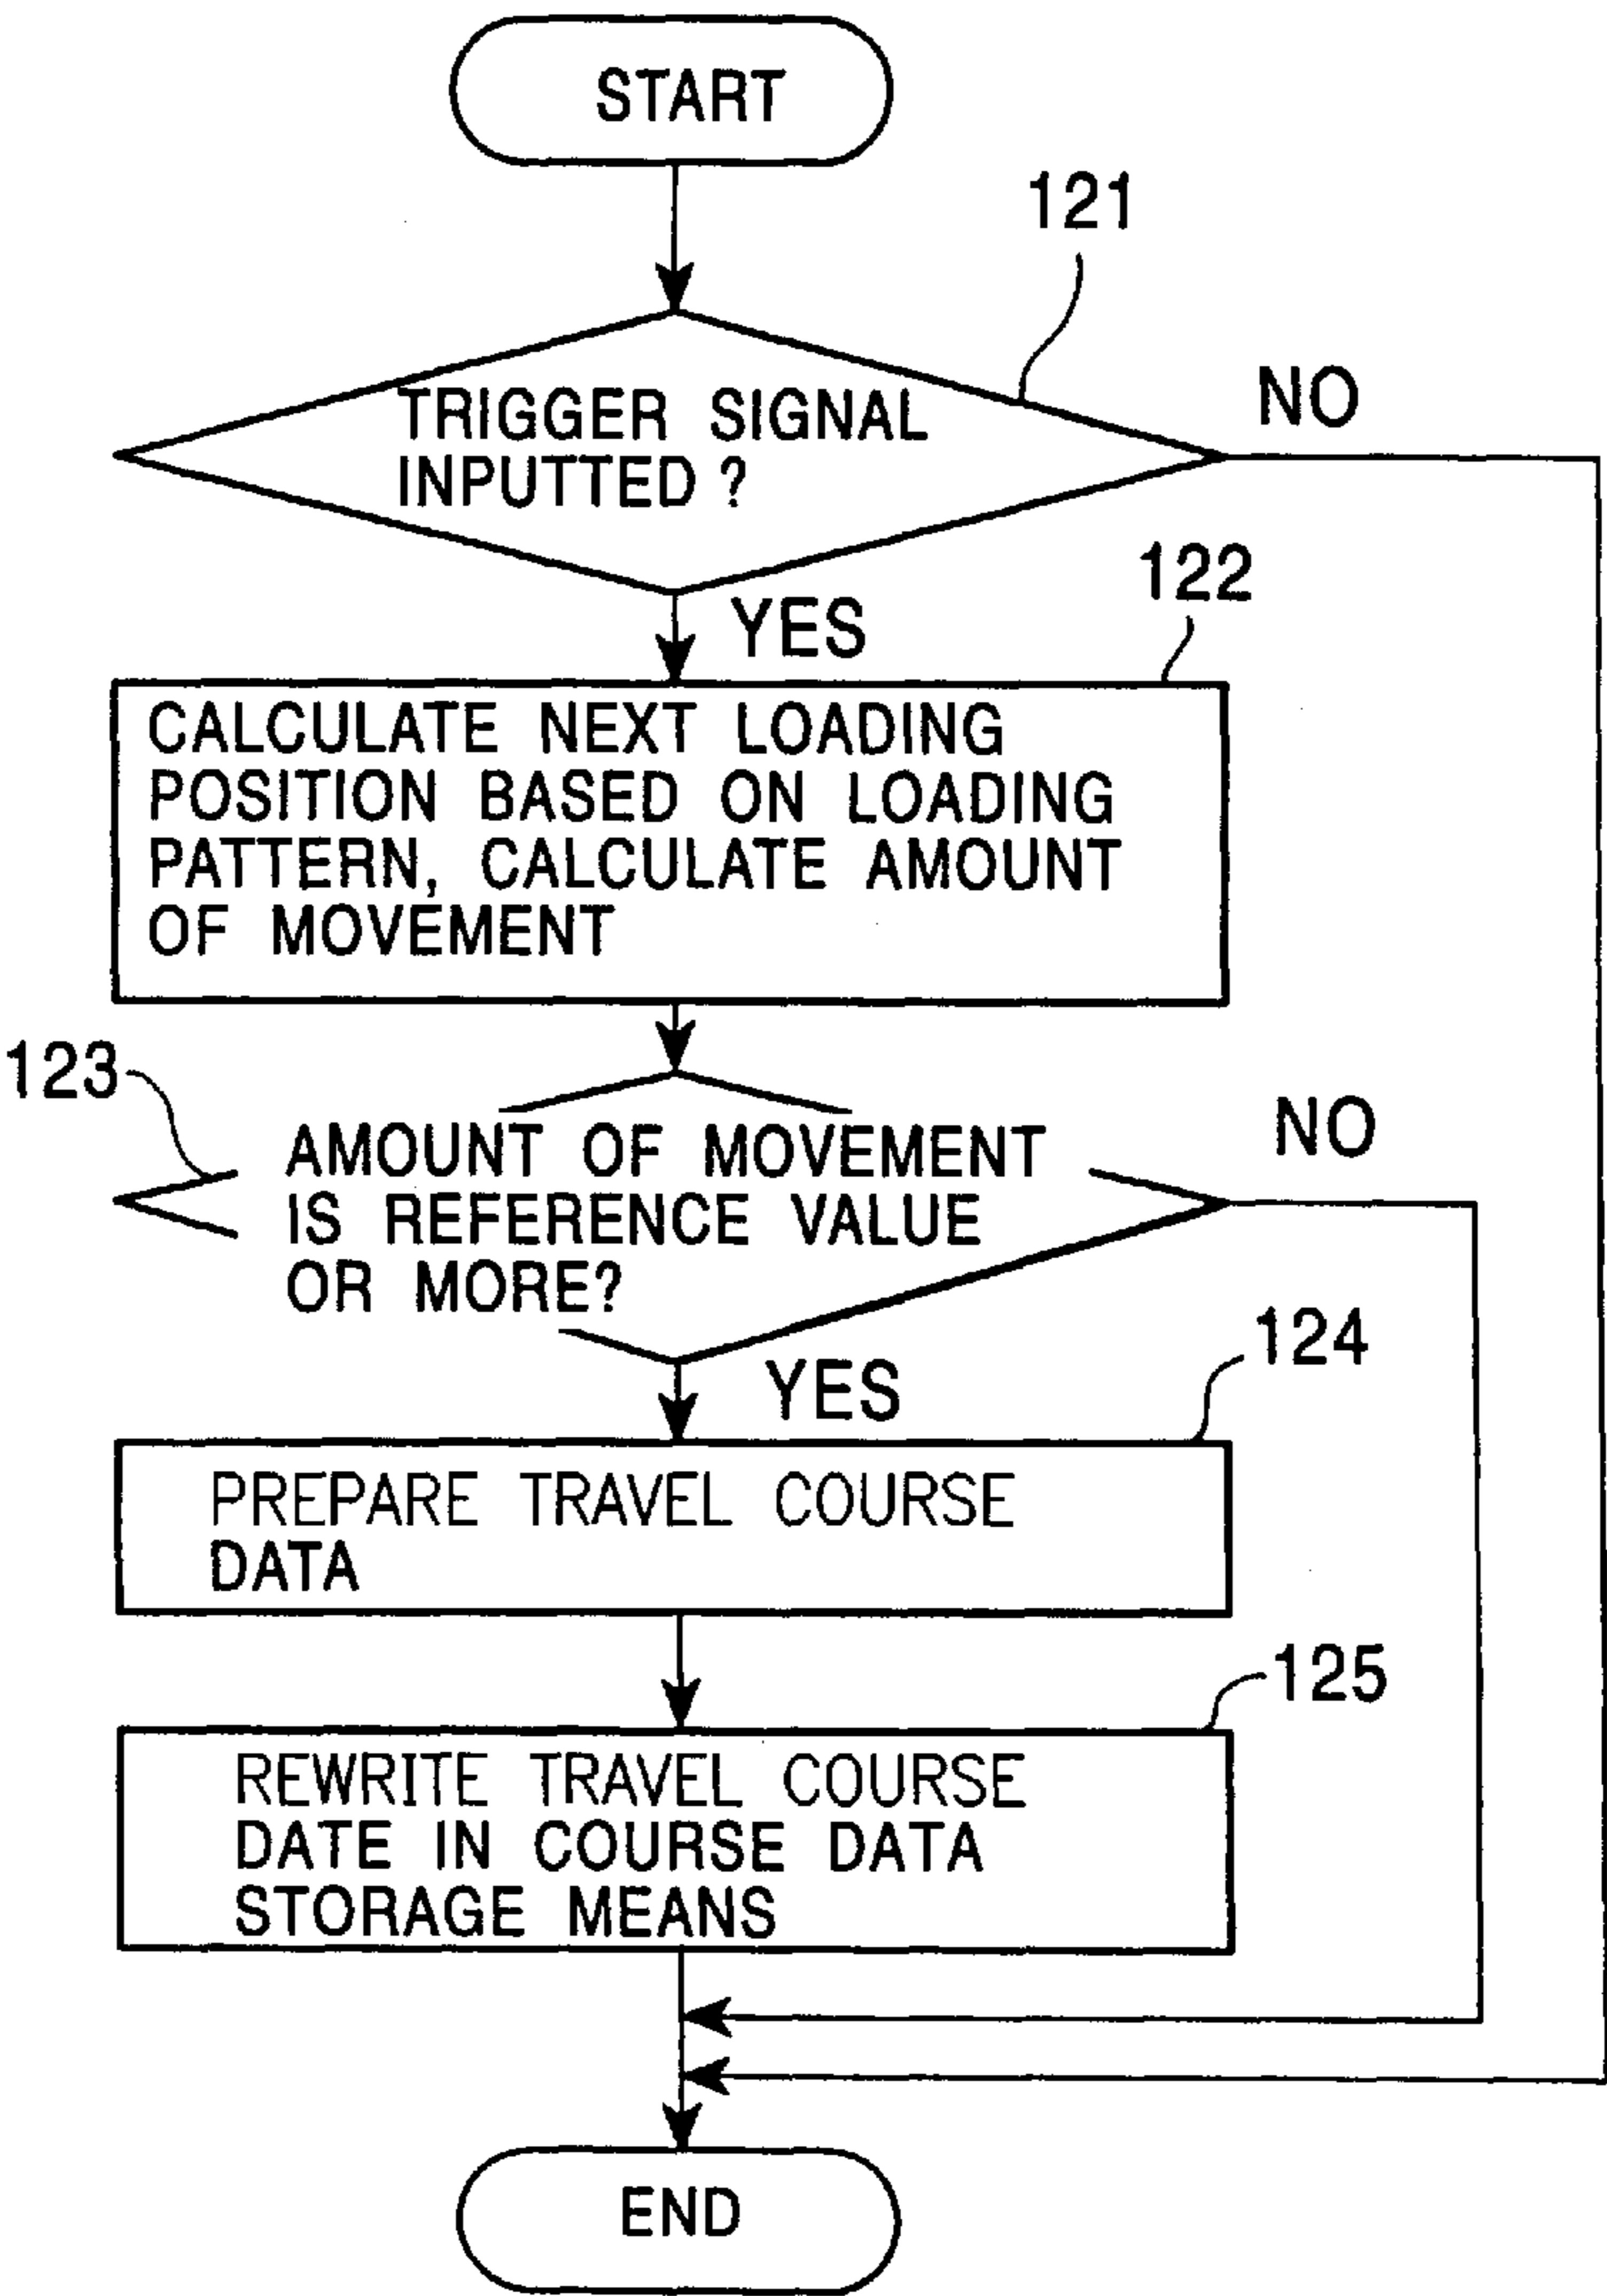 START
121
TRIGGER SIGNAL
INPUTTED ?
NO
YES
122
CALCULATE NEXT LOADING
POSITION BASED ON LOADING
PATTERN, CALCULATE AMOUNT
OF MOVEMENT
123
AMOUNT OF MOVEMENT
IS REFERENCE VALUE
OR MORE?
NO
YES
124
PREPARE TRAVEL COURSE
DATA
125
REWRITE TRAVEL COURSE
DATE IN COURSE DATA
STORAGE MEANS
END